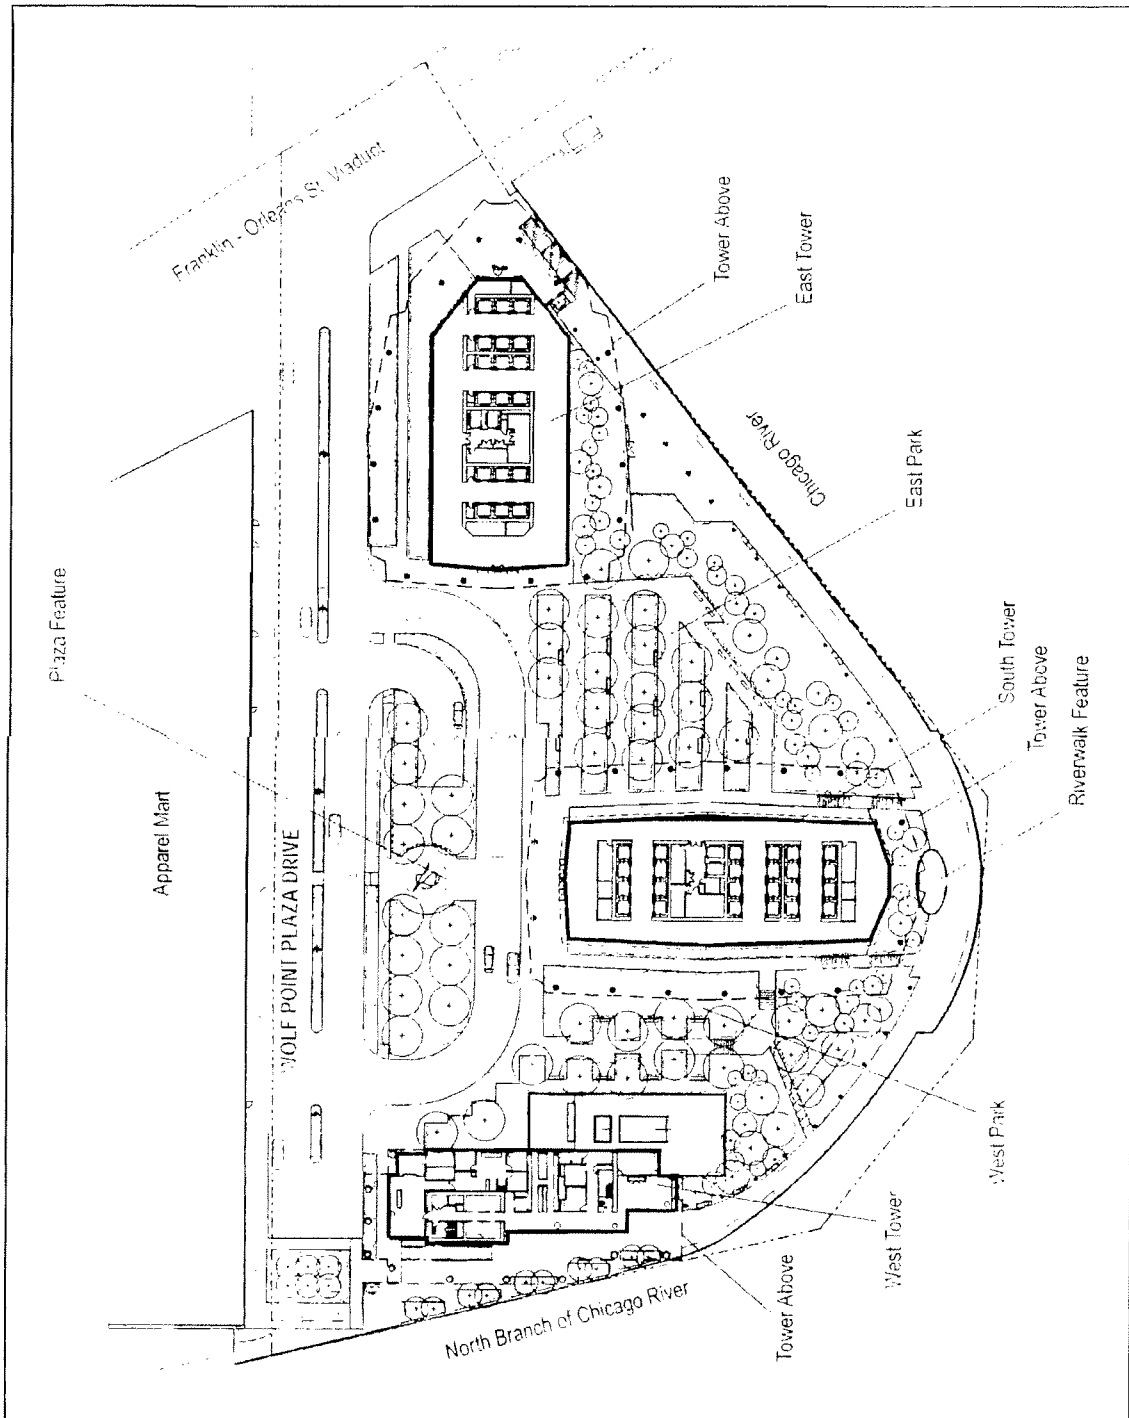 Franklin - Orleans St. Viaduct
Tower Above
East Tower
Chicago River
East Park
Plaza Feature
South Tower
Tower Above
Riverwalk Feature
Apparel Mart
WOLF POINT PLAZA DRIVE
West Park
West Tower
Tower Above
North Branch of Chicago River